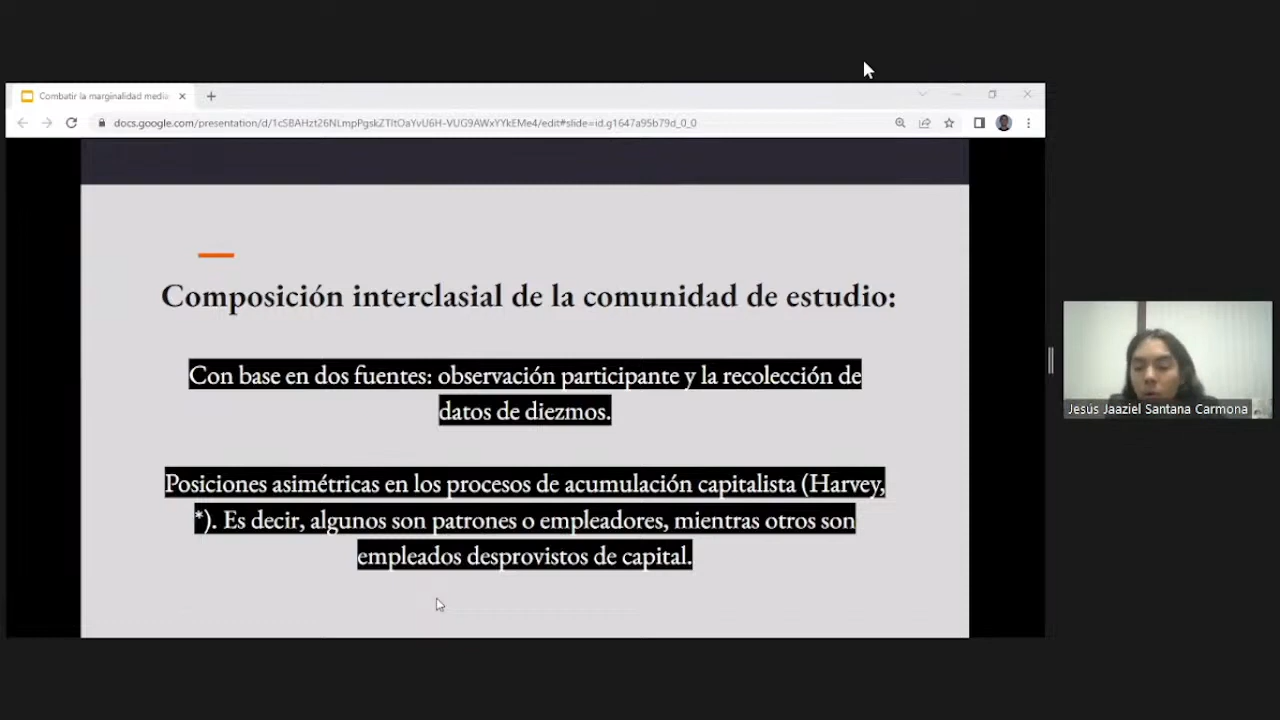 Combatir la marginalidad media
docs.google.com/presentation/d/1cSBAHzt26NLmpPgskZTltOaYvU6H-VUG9AWxYYkEMe4/edit#slide=id.g1647a95b79d_0_0
Composición interclasial de la comunidad de estudio:
Con base en dos fuentes: observación participante y la recolección de
datos de diezmos.
Posiciones asimétricas en los procesos de acumulación capitalista (Harvey,
*). Es decir, algunos son patrones o empleadores, mientras otros son
empleados desprovistos de capital.
Jesús Jaaziel Santana Carmona